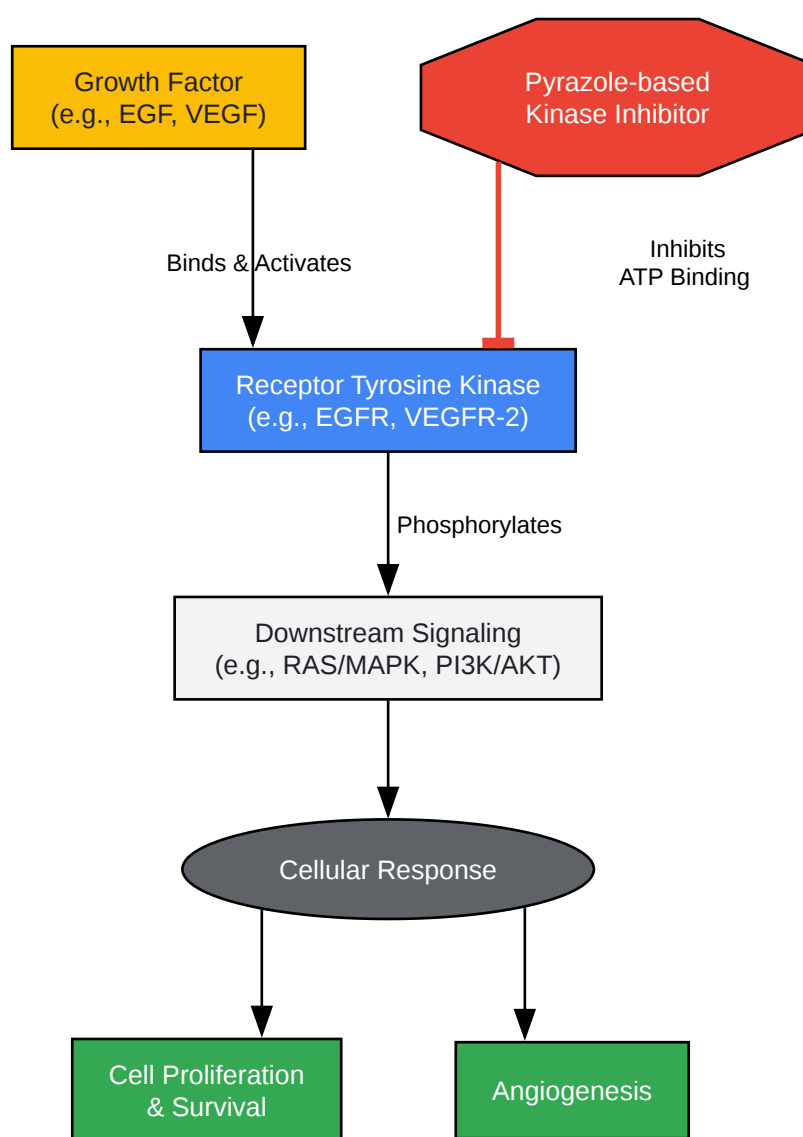 Growth Factor
(e.g., EGF, VEGF)
Pyrazole-based
Kinase Inhibitor
Binds & Activates
Inhibits
ATP Binding
Receptor Tyrosine Kinase
(e.g., EGFR, VEGFR-2)
Phosphorylates
Downstream Signaling
(e.g., RAS/MAPK, PI3K/AKT)
Cellular Response
Cell Proliferation
& Survival
Angiogenesis